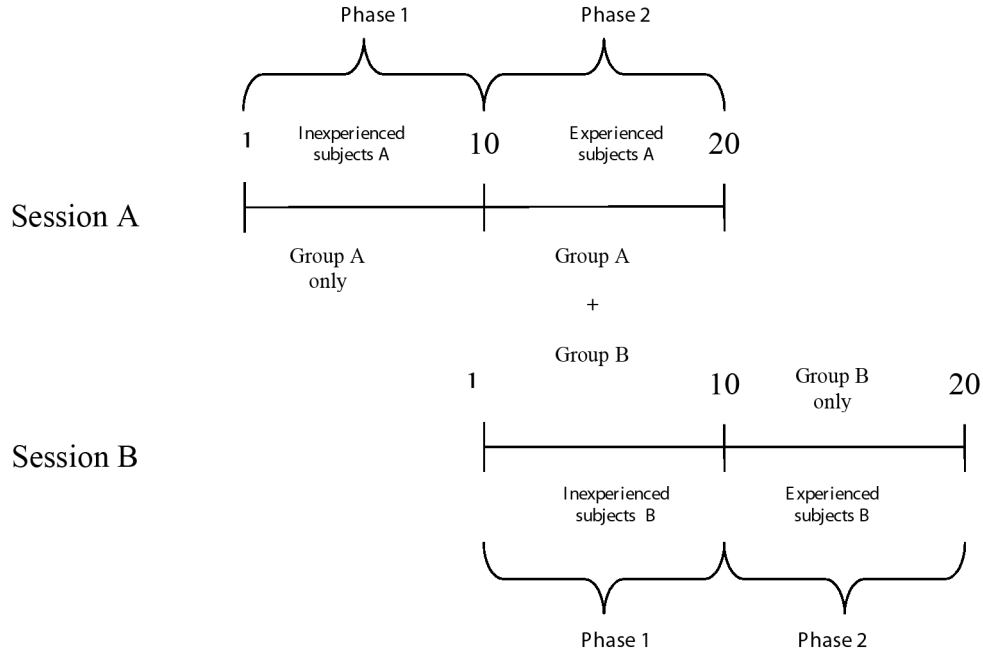 Phase 1
Phase 2
1
Inexperienced
subjects A
10
Experienced
subjects A
20
Session A
Group A
only
Group A
+
Group B
1
10
Group B
only
20
Session B
Inexperienced
subjects B
Experienced
subjects B
Phase 1
Phase 2